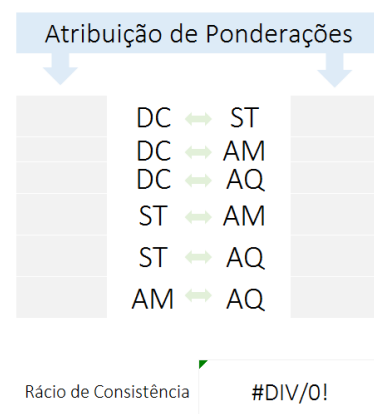 Atribuição de Ponderações
DC ST
DC AM
DC AQ
ST AM
ST AQ
AM AQ
Rácio de Consistência #DIV/0!